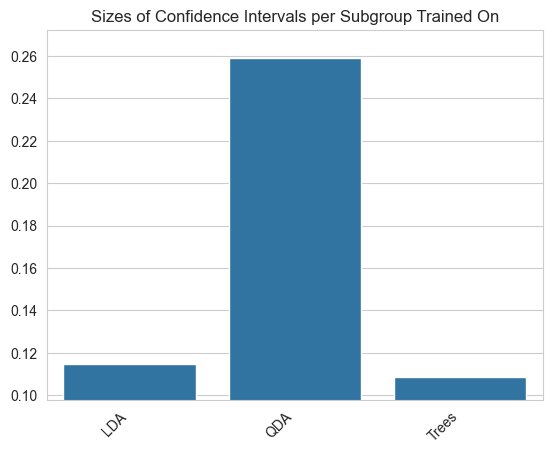 Sizes of Confidence Intervals per Subgroup Trained On
0.26
0.24
0.22
0.20
0.18
0.16
0.14
0.12
0.10
LDA
QDA
Trees